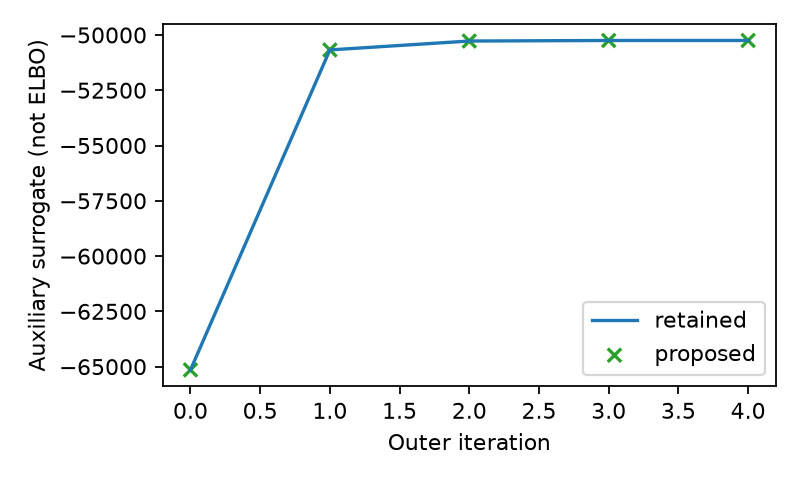 Auxiliary surrogate (not ELBO)
−50000
−52500
−55000
−57500
−60000
−62500
−65000
retained
proposed
0.0 0.5 1.0 1.5 2.0 2.5 3.0 3.5 4.0
Outer iteration